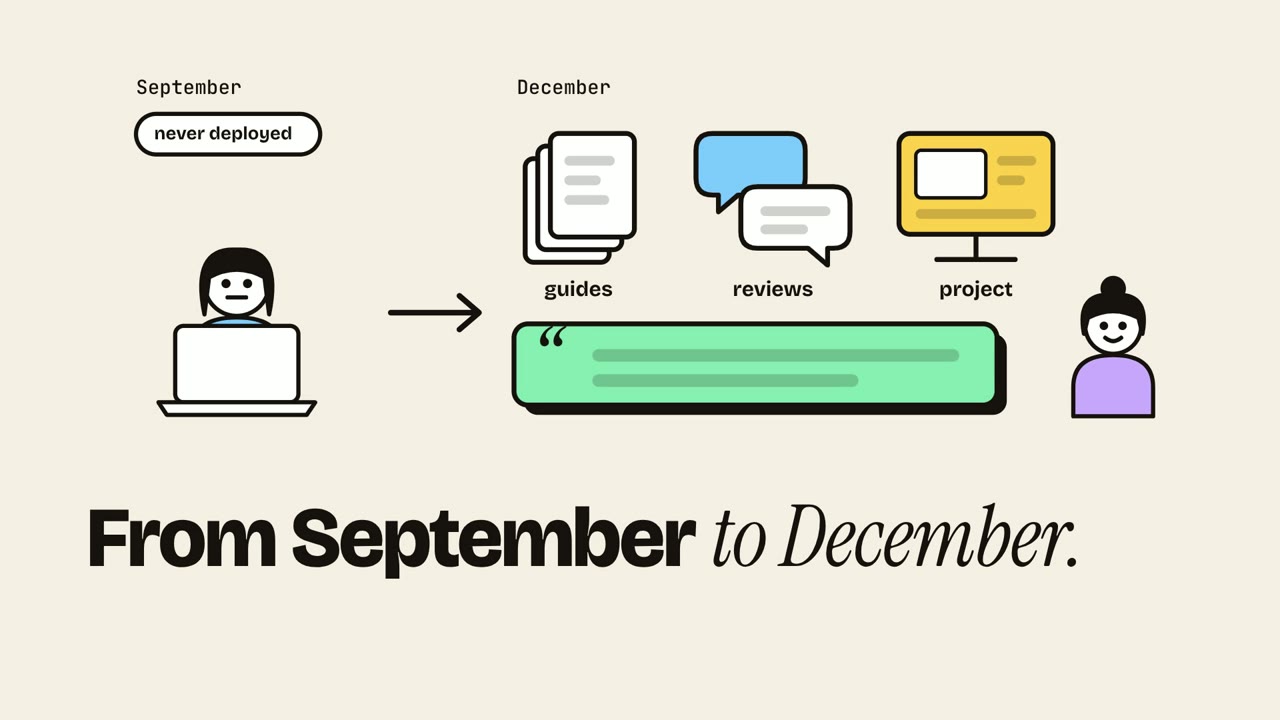 September
December
never deployed
guides
reviews
project
“
From September to December.